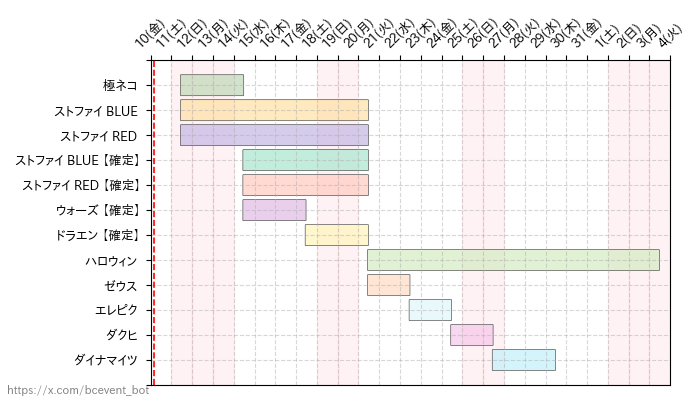 10(金)
11(土)
12(日)
13(月)
14(火)
15(水)
16(木)
17(金)
18(土)
19(日)
20(月)
21(火)
22(水)
23(木)
24(金)
25(土)
26(日)
27(月)
28(火)
29(水)
30(木)
31(金)
1(土)
2(日)
3(月)
4(火)
極ネコ
ストファイ BLUE
ストファイ RED
ストファイ BLUE【確定】
ストファイ RED【確定】
ウォーズ【確定】
ドラエン【確定】
ハロウィン
ゼウス
エレピク
ダクヒ
ダイナマイツ
https://x.com/bcevent_bot